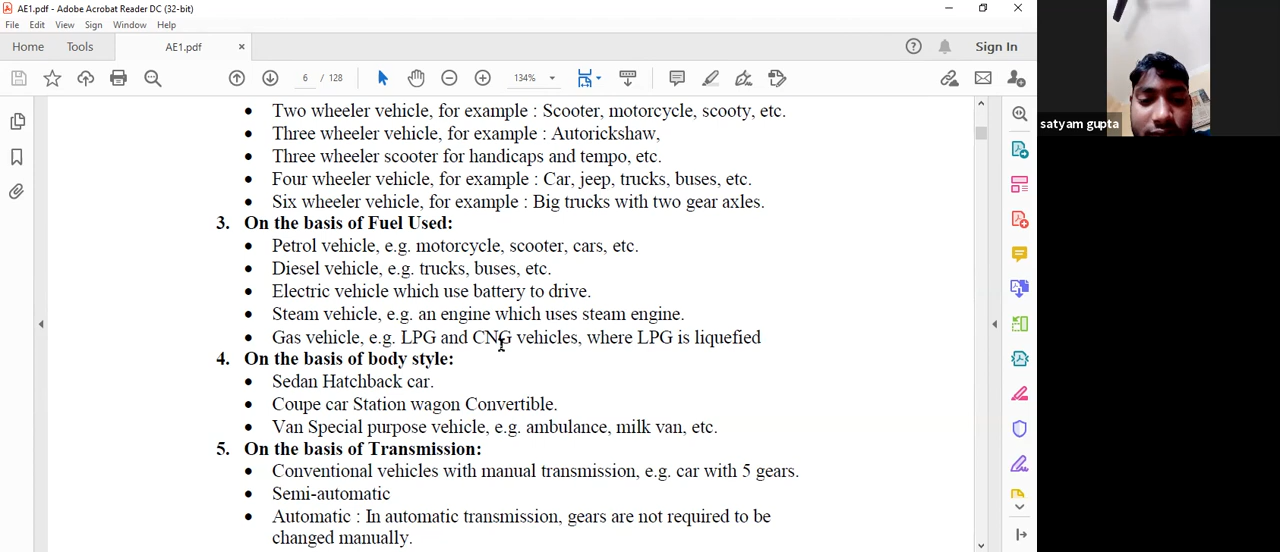 AE1.pdf - Adobe Acrobat Reader DC (32-bit)
File Edit View Sign Window Help
Home Tools AE1.pdf × Sign In
6 / 128 134%
• Two wheeler vehicle, for example : Scooter, motorcycle, scooty, etc.
• Three wheeler vehicle, for example : Autorickshaw,
• Three wheeler scooter for handicaps and tempo, etc.
• Four wheeler vehicle, for example : Car, jeep, trucks, buses, etc.
• Six wheeler vehicle, for example : Big trucks with two gear axles.
3. On the basis of Fuel Used:
• Petrol vehicle, e.g. motorcycle, scooter, cars, etc.
• Diesel vehicle, e.g. trucks, buses, etc.
• Electric vehicle which use battery to drive.
• Steam vehicle, e.g. an engine which uses steam engine.
• Gas vehicle, e.g. LPG and CNG vehicles, where LPG is liquefied
4. On the basis of body style:
• Sedan Hatchback car.
• Coupe car Station wagon Convertible.
• Van Special purpose vehicle, e.g. ambulance, milk van, etc.
5. On the basis of Transmission:
• Conventional vehicles with manual transmission, e.g. car with 5 gears.
• Semi-automatic
• Automatic : In automatic transmission, gears are not required to be
changed manually.
satyam gupta